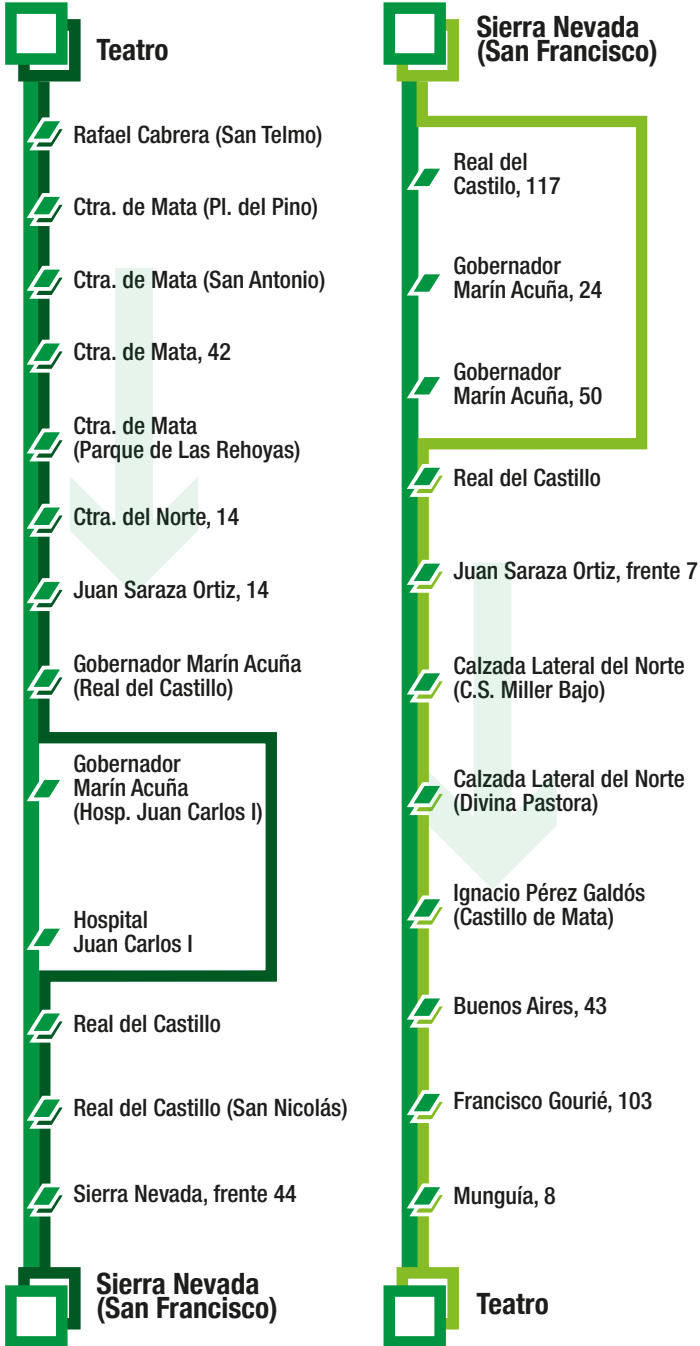 Teatro
Rafael Cabrera (San Telmo)
Ctra. de Mata (Pl. del Pino)
Ctra. de Mata (San Antonio)
Ctra. de Mata, 42
Ctra. de Mata
(Parque de Las Rehoyas)
Ctra. del Norte, 14
Juan Saraza Ortiz, 14
Gobernador Marín Acuña
(Real del Castillo)
Gobernador
Marín Acuña
(Hosp. Juan Carlos I)
Hospital
Juan Carlos I
Real del Castillo
Real del Castillo (San Nicolás)
Sierra Nevada, frente 44
Sierra Nevada
(San Francisco)
Sierra Nevada
(San Francisco)
Real del
Castilo, 117
Gobernador
Marín Acuña, 24
Gobernador
Marín Acuña, 50
Real del Castillo
Juan Saraza Ortiz, frente 7
Calzada Lateral del Norte
(C.S. Miller Bajo)
Calzada Lateral del Norte
(Divina Pastora)
Ignacio Pérez Galdós
(Castillo de Mata)
Buenos Aires, 43
Francisco Gourié, 103
Munguía, 8
Teatro